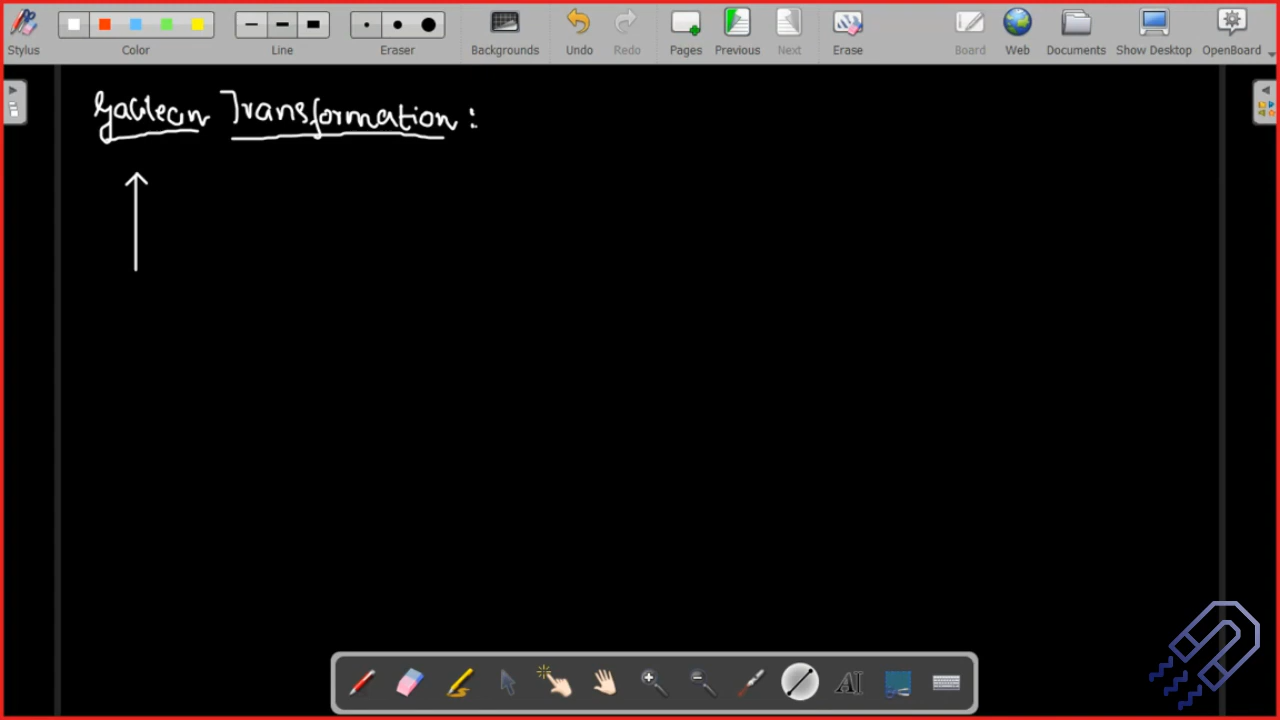 Stylus
Color
Line
Eraser
Backgrounds
Undo
Redo
Pages
Previous
Next
Erase
Board
Web
Documents
Show Desktop
OpenBoard
Galilean Transformation :
AI